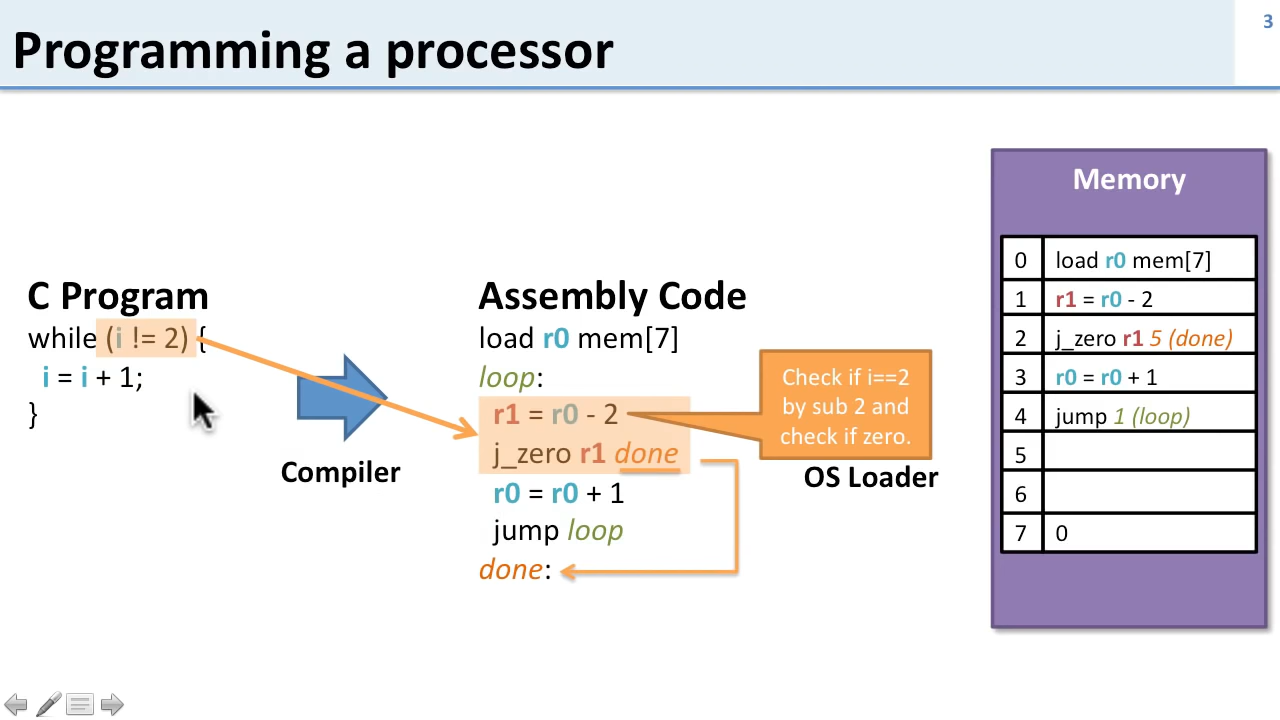 3
Programming a processor
C Program
while (i != 2) {
i = i + 1;
}
Compiler
Assembly Code
load r0 mem[7]
loop:
r1 = r0 - 2
j_zero r1 done
r0 = r0 + 1
jump loop
done:
Check if i==2
by sub 2 and
check if zero.
OS Loader
Memory
0 load r0 mem[7]
1 r1 = r0 - 2
2 j_zero r1 5 (done)
3 r0 = r0 + 1
4 jump 1 (loop)
5
6
7 0